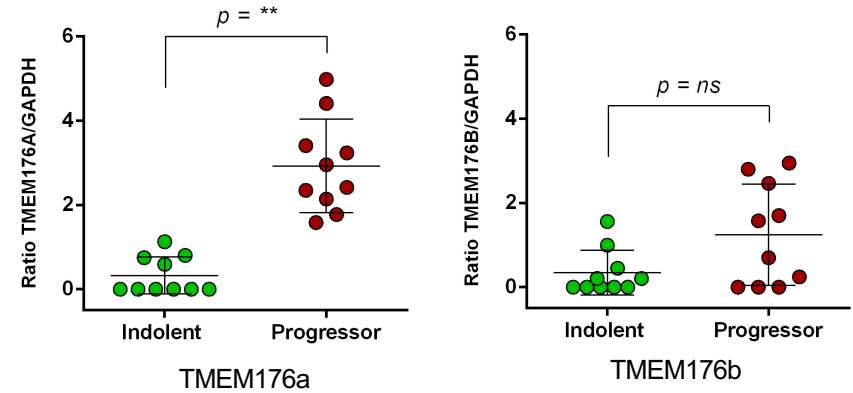 p = **
Ratio TMEM176A/GAPDH
6
4
2
0
Indolent Progressor
TMEM176a
p = ns
Ratio TMEM176B/GAPDH
6
4
2
0
Indolent Progressor
TMEM176b